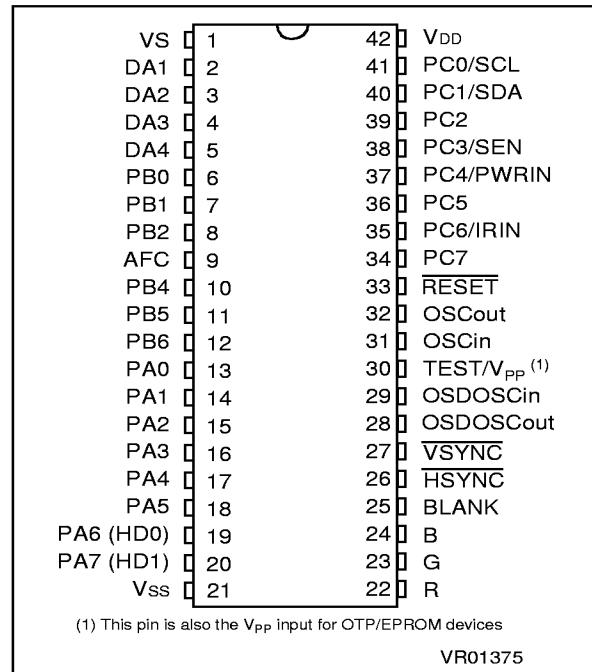 VS 1 42 VDD
DA1 2 41 PC0/SCL
DA2 3 40 PC1/SDA
DA3 4 39 PC2
DA4 5 38 PC3/SEN
PB0 6 37 PC4/PWRIN
PB1 7 36 PC5
PB2 8 35 PC6/IRIN
AFC 9 34 PC7
PB4 10 33 RESET
PB5 11 32 OSCout
PB6 12 31 OSCin
PA0 13 30 TEST/VPP (1)
PA1 14 29 OSDOSCin
PA2 15 28 OSDOSCout
PA3 16 27 VSYNC
PA4 17 26 HSYNC
PA5 18 25 BLANK
PA6 (HD0) 19 24 B
PA7 (HD1) 20 23 G
VSS 21 22 R
(1) This pin is also the VPP input for OTP/EPROM devices
VR01375